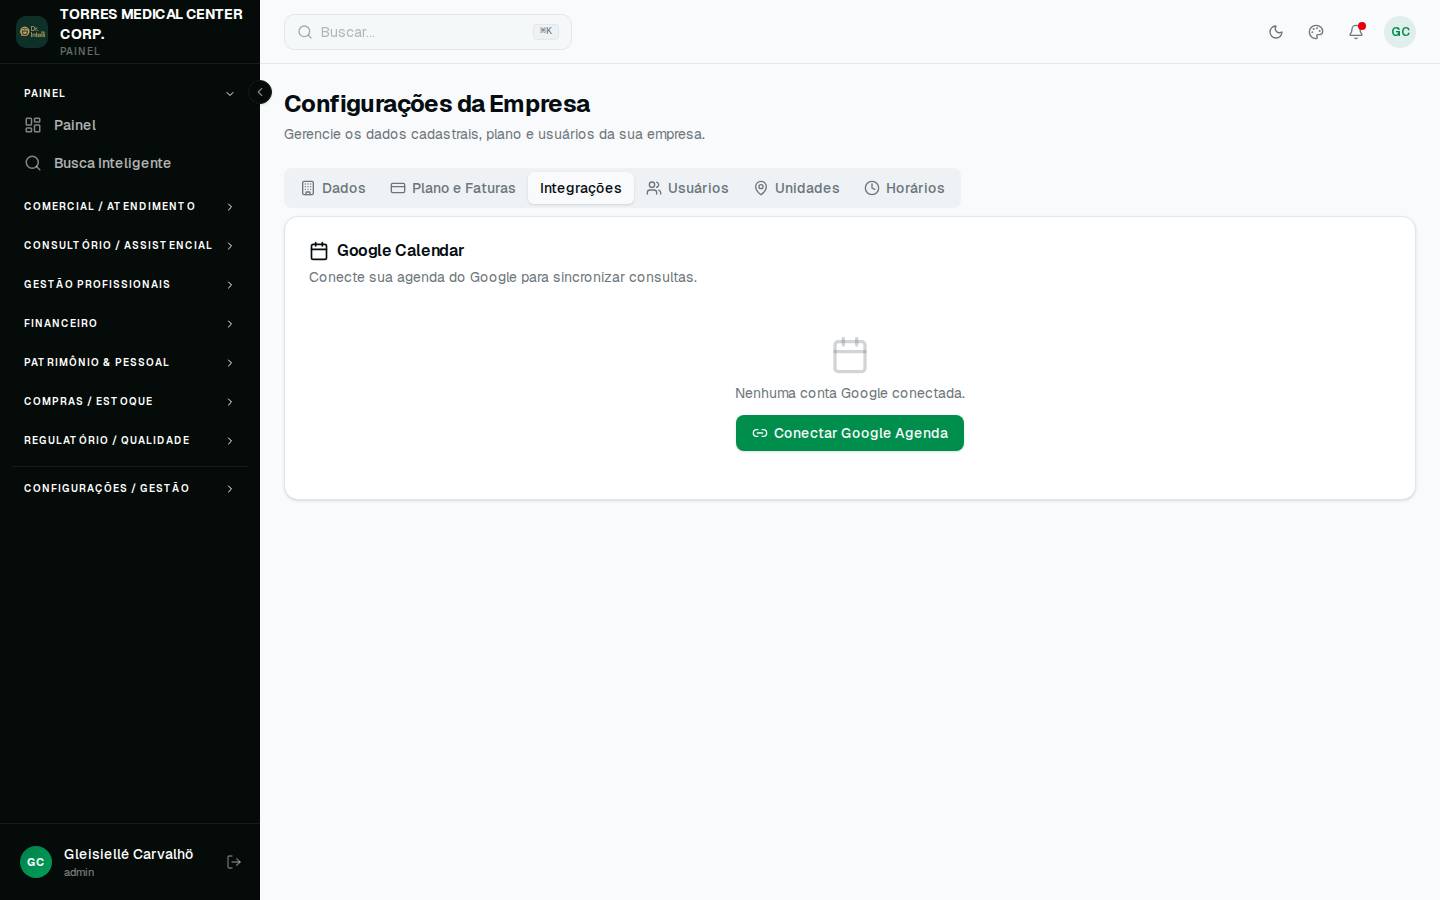 TORRES MEDICAL CENTER
CORP.
PAINEL
Buscar...
⌘K
GC
PAINEL
Painel
Busca Inteligente
COMERCIAL / ATENDIMENTO
CONSULTÓRIO / ASSISTENCIAL
GESTÃO PROFISSIONAIS
FINANCEIRO
PATRIMÔNIO & PESSOAL
COMPRAS / ESTOQUE
REGULATÓRIO / QUALIDADE
CONFIGURAÇÕES / GESTÃO
GC
Gleisiellé Carvalhö
admin
Configurações da Empresa
Gerencie os dados cadastrais, plano e usuários da sua empresa.
Dados
Plano e Faturas
Integrações
Usuários
Unidades
Horários
Google Calendar
Conecte sua agenda do Google para sincronizar consultas.
Nenhuma conta Google conectada.
Conectar Google Agenda